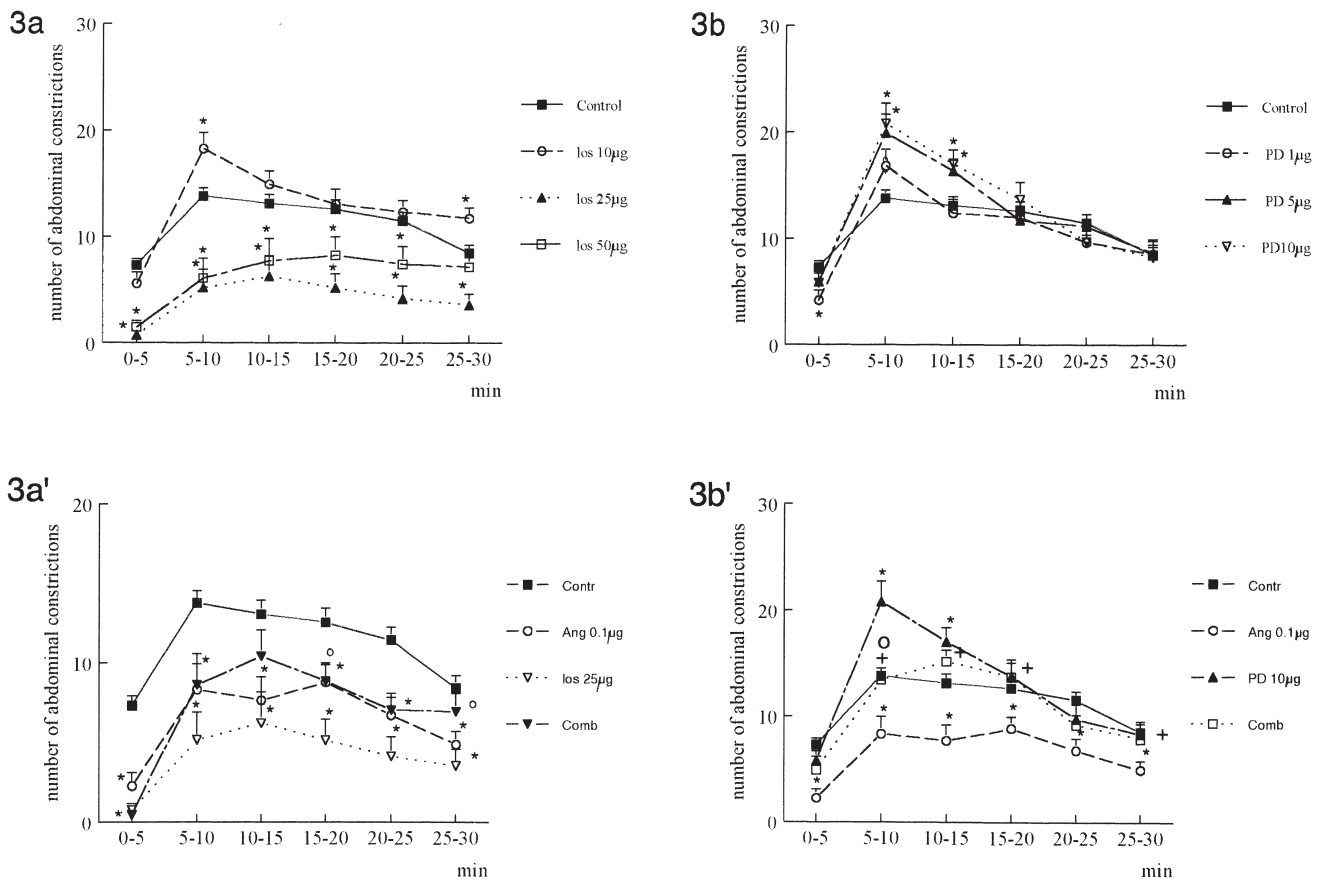 3a
number of abdominal constrictions
30
20
10
0
0-5 5-10 10-15 15-20 20-25 25-30
min
Control
los 10µg
los 25µg
los 50µg
3b
number of abdominal constrictions
30
20
10
0
0-5 5-10 10-15 15-20 20-25 25-30
min
Control
PD 1µg
PD 5µg
PD10µg
3a'
number of abdominal constrictions
20
10
0
0-5 5-10 10-15 15-20 20-25 25-30
min
Contr
Ang 0.1µg
los 25µg
Comb
3b'
number of abdominal constrictions
30
20
10
0
0-5 5-10 10-15 15-20 20-25 25-30
min
Contr
Ang 0.1µg
PD 10µg
Comb